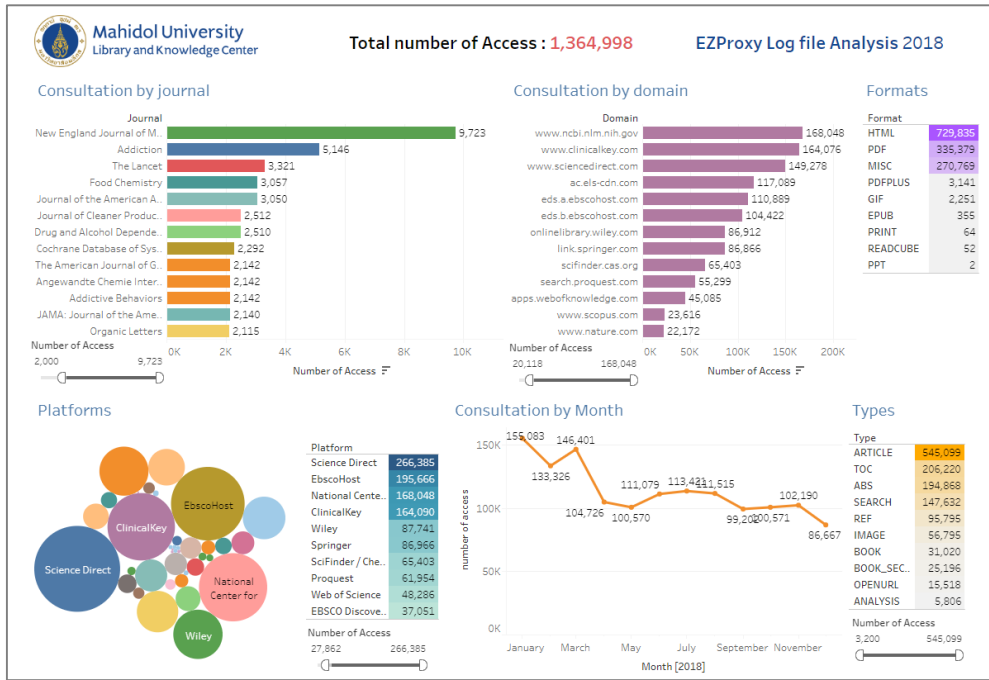 Mahidol University
Library and Knowledge Center
Total number of Access : 1,364,998
EZProxy Log file Analysis 2018
Consultation by journal
Journal
New England Journal of M.. 9,723
Addiction 5,146
The Lancet 3,321
Food Chemistry 3,057
Journal of the American A.. 3,050
Journal of Cleaner Produc.. 2,512
Drug and Alcohol Depende.. 2,510
Cochrane Database of Sys.. 2,292
The American Journal of G.. 2,142
Angewandte Chemie Inter.. 2,142
Addictive Behaviors 2,142
JAMA: Journal of the Ame.. 2,140
Organic Letters 2,115
0K 2K 4K 6K 8K 10K
Number of Access
Number of Access
2,000 9,723
Consultation by domain
Domain
www.ncbi.nlm.nih.gov 168,048
www.clinicalkey.com 164,076
www.sciencedirect.com 149,278
ac.els-cdn.com 117,089
eds.a.ebscohost.com 110,889
eds.b.ebscohost.com 104,422
onlinelibrary.wiley.com 86,912
link.springer.com 86,866
scifinder.cas.org 65,403
search.proquest.com 55,299
apps.webofknowledge.com 45,085
www.scopus.com 23,616
www.nature.com 22,172
0K 50K 100K 150K 200K
Number of Access
Number of Access
20,118 168,048
Formats
Format
HTML 729,835
PDF 335,379
MISC 270,769
PDFPLUS 3,141
GIF 2,251
EPUB 355
PRINT 64
READCUBE 52
PPT 2
Platforms
EbscoHost
ClinicalKey
Science Direct
National
Center for
Wiley
Platform
Science Direct 266,385
EbscoHost 195,666
National Cente.. 168,048
ClinicalKey 164,090
Wiley 87,741
Springer 86,966
SciFinder / Che.. 65,403
Proquest 61,954
Web of Science 48,286
EBSCO Discove.. 37,051
Number of Access
27,862 266,385
Consultation by Month
number of access
150K
100K
50K
0K
155,083
133,326
146,401
104,726
100,570
111,079
113,421
111,515
99,202
100,571
102,190
86,667
January March May July September November
Month [2018]
Types
Type
ARTICLE 545,099
TOC 206,220
ABS 194,868
SEARCH 147,632
REF 95,795
IMAGE 56,795
BOOK 31,020
BOOK_SEC.. 25,196
OPENURL 15,518
ANALYSIS 5,806
Number of Access
3,200 545,099